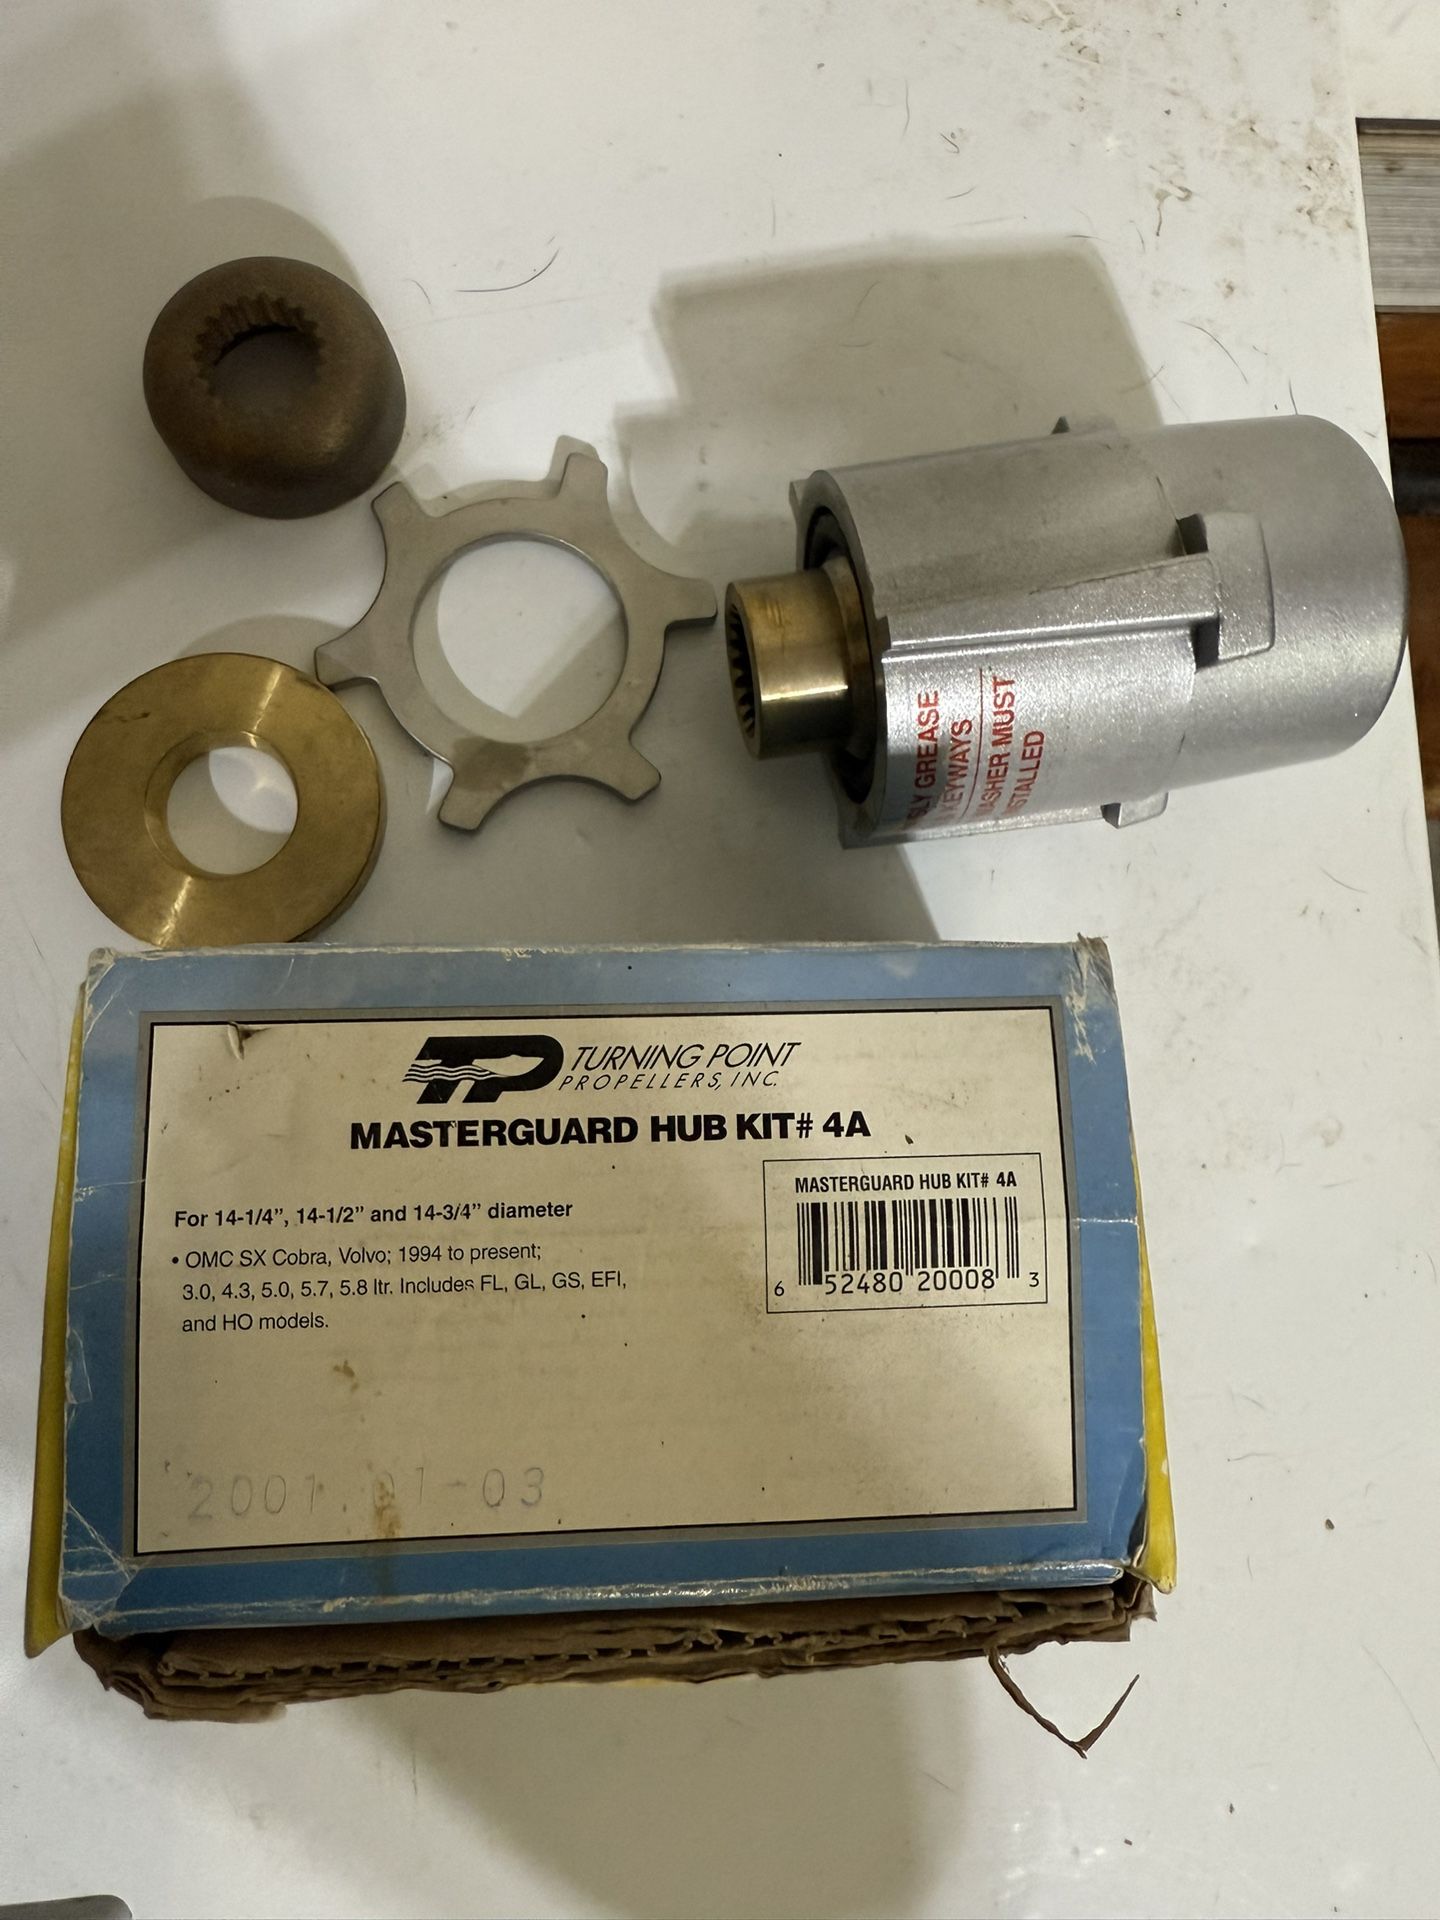 GREASE
KEYWAYS
MUST
TP TURNING POINT
PROPELLERS, INC.
MASTERGUARD HUB KIT# 4A
For 14-1/4", 14-1/2" and 14-3/4" diameter
• OMC SX Cobra, Volvo; 1994 to present;
3.0, 4.3, 5.0, 5.7, 5.8 ltr. Includes FL, GL, GS, EFI,
and HO models.
MASTERGUARD HUB KIT# 4A
6 52480 20008 3
2001.01-03